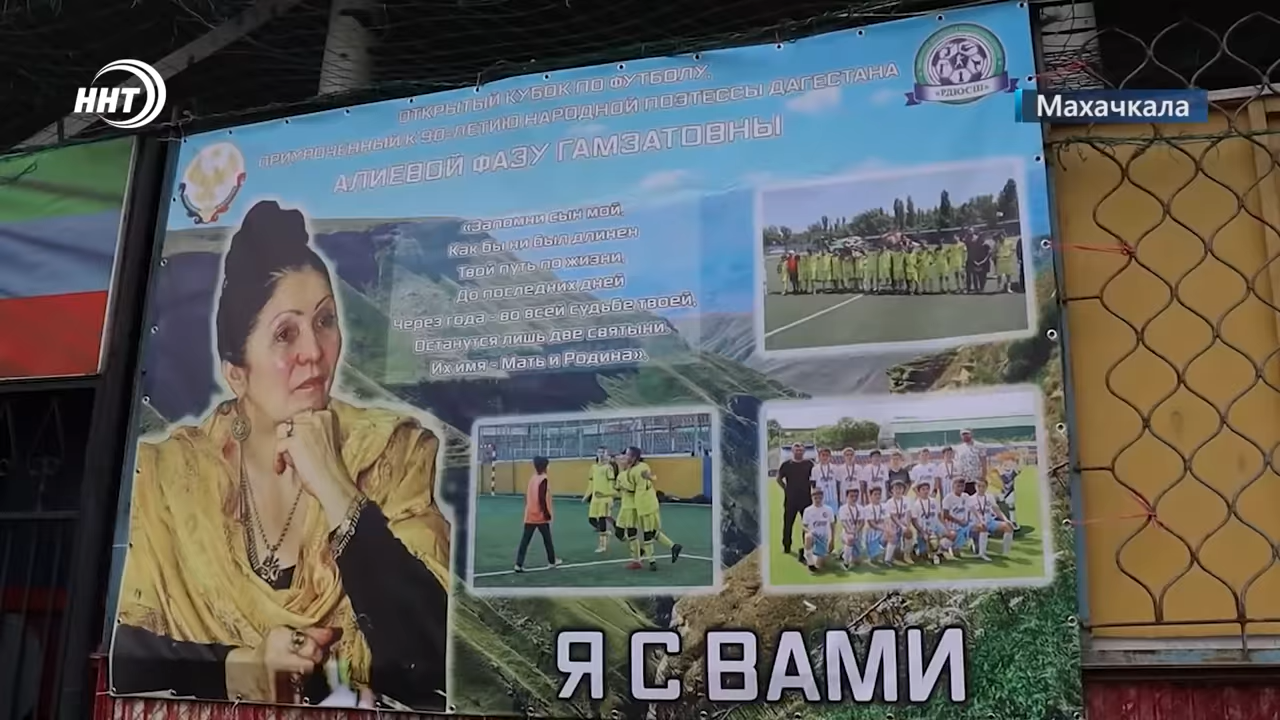 ННТ
Махачкала
«РДЮСШ»
ОТКРЫТЫЙ КУБОК ПО ФУТБОЛУ,
ПРИУРОЧЕННЫЙ К 90-ЛЕТИЮ НАРОДНОЙ ПОЭТЕССЫ ДАГЕСТАНА
АЛИЕВОЙ ФАЗУ ГАМЗАТОВНЫ
«Запомни сын мой,
Как бы ни был длинен
Твой путь по жизни,
До последних дней
Через года - во всей судьбе твоей,
Останутся лишь две святыни,
Их имя - Мать и Родина».
Я С ВАМИ